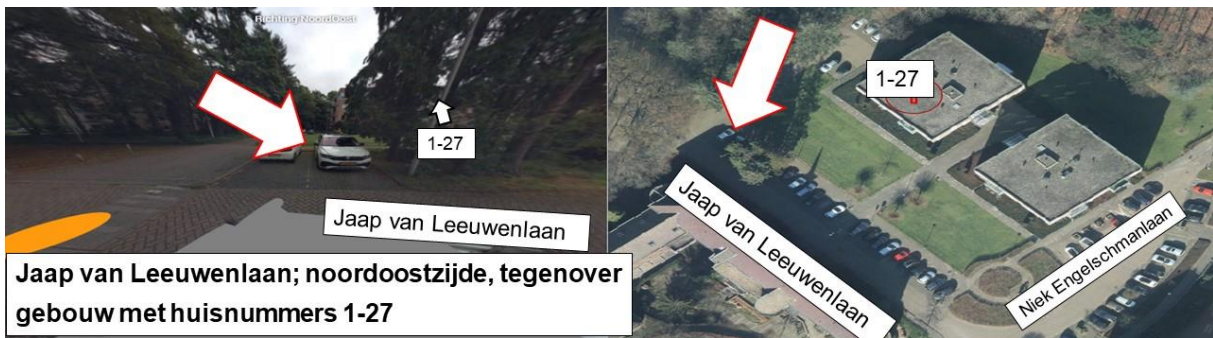 Richting NoordOost
1-27
Jaap van Leeuwenlaan
Jaap van Leeuwenlaan; noordoostzijde, tegenover
gebouw met huisnummers 1-27
1-27
Jaap van Leeuwenlaan
Niek Engelschmanlaan